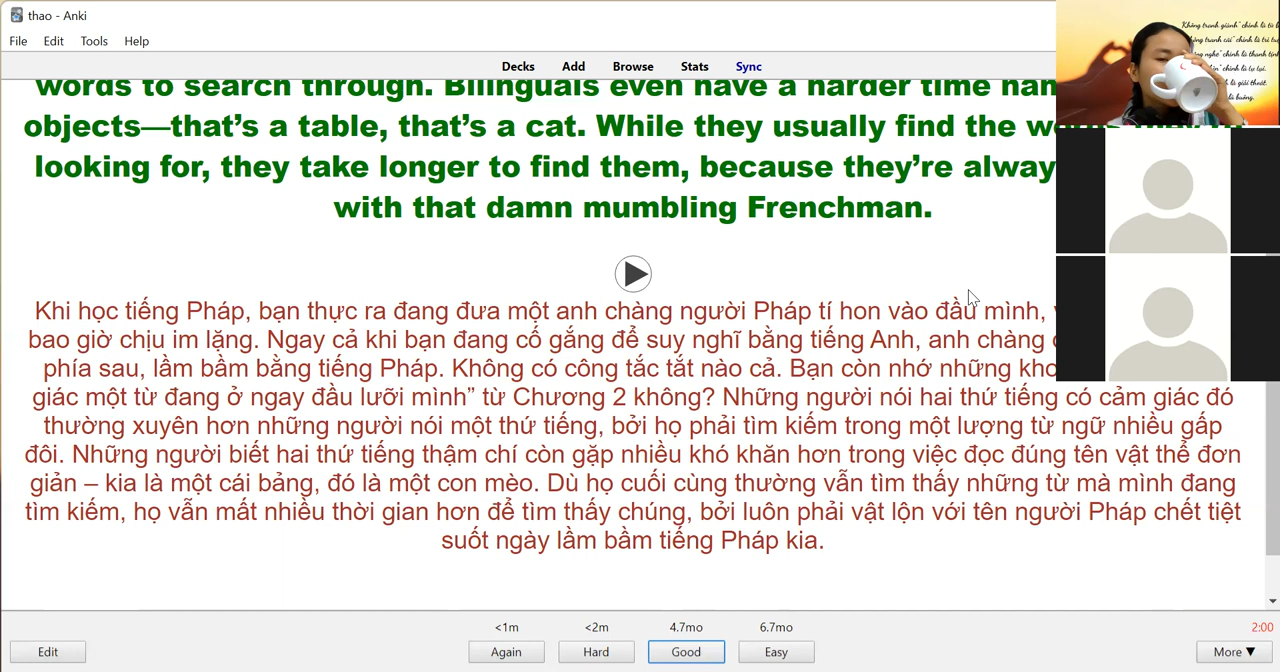 thao - Anki
File Edit Tools Help
Decks Add Browse Stats Sync
words to search through. Bilinguals even have a harder time
objects—that's a table, that's a cat. While they usually find the
looking for, they take longer to find them, because they're
with that damn mumbling Frenchman.
Khi học tiếng Pháp, bạn thực ra đang đưa một anh chàng người Pháp tí hon vào đầu mình,
bao giờ chịu im lặng. Ngay cả khi bạn đang cố gắng để suy nghĩ bằng tiếng Anh, anh chàng
phía sau, lầm bầm bằng tiếng Pháp. Không có công tắc tắt nào cả. Bạn còn nhớ những
giác một từ đang ở ngay đầu lưỡi mình” từ Chương 2 không? Những người nói hai thứ tiếng có cảm giác đó
thường xuyên hơn những người nói một thứ tiếng, bởi họ phải tìm kiếm trong một lượng từ ngữ nhiều gấp
đôi. Những người biết hai thứ tiếng thậm chí còn gặp nhiều khó khăn hơn trong việc đọc đúng tên vật thể đơn
giản – kia là một cái bảng, đó là một con mèo. Dù họ cuối cùng thường vẫn tìm thấy những từ mà mình đang
tìm kiếm, họ vẫn mất nhiều thời gian hơn để tìm thấy chúng, bởi luôn phải vật lộn với tên người Pháp chết tiệt
suốt ngày lầm bầm tiếng Pháp kia.
<1m <2m 4.7mo 6.7mo 2:00
Edit Again Hard Good Easy More ▼